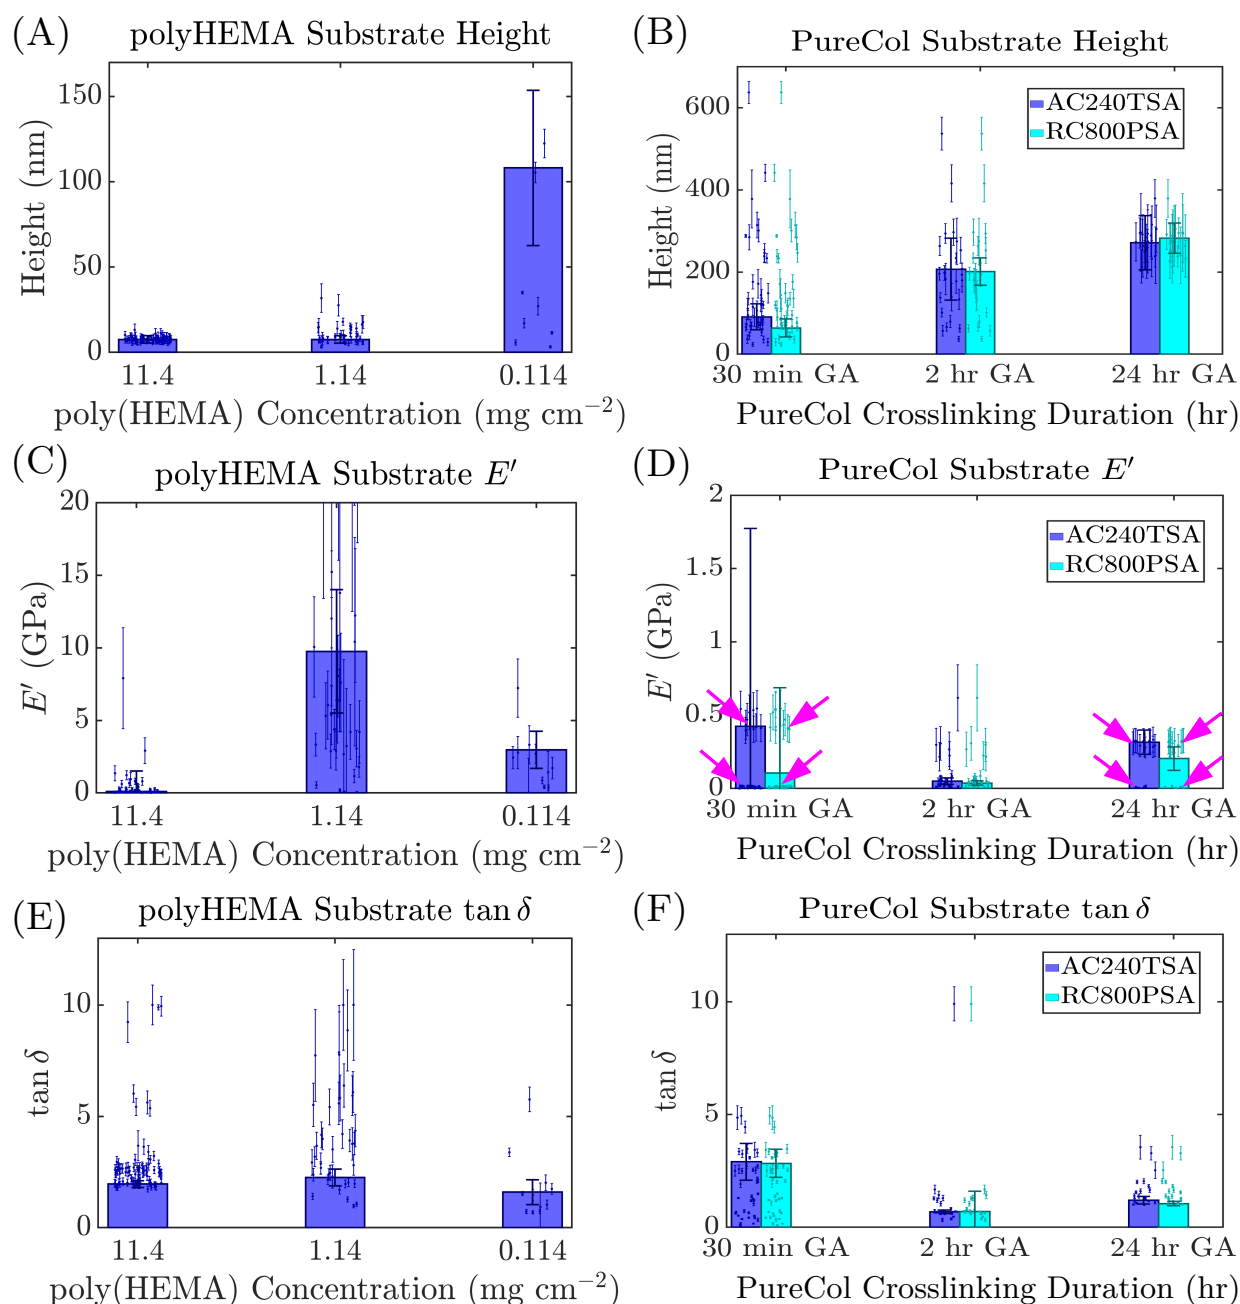 (A)
polyHEMA Substrate Height
Height (nm)
150
100
50
0
11.4 1.14 0.114
poly(HEMA) Concentration (mg cm−2)
(B)
PureCol Substrate Height
Height (nm)
600
400
200
0
AC240TSA
RC800PSA
30 min GA 2 hr GA 24 hr GA
PureCol Crosslinking Duration (hr)
(C)
polyHEMA Substrate E′
E′ (GPa)
20
15
10
5
0
11.4 1.14 0.114
poly(HEMA) Concentration (mg cm−2)
(D)
PureCol Substrate E′
E′ (GPa)
2
1.5
1
0.5
0
AC240TSA
RC800PSA
30 min GA 2 hr GA 24 hr GA
PureCol Crosslinking Duration (hr)
(E)
polyHEMA Substrate tan δ
tan δ
10
5
0
11.4 1.14 0.114
poly(HEMA) Concentration (mg cm−2)
(F)
PureCol Substrate tan δ
tan δ
10
5
0
AC240TSA
RC800PSA
30 min GA 2 hr GA 24 hr GA
PureCol Crosslinking Duration (hr)